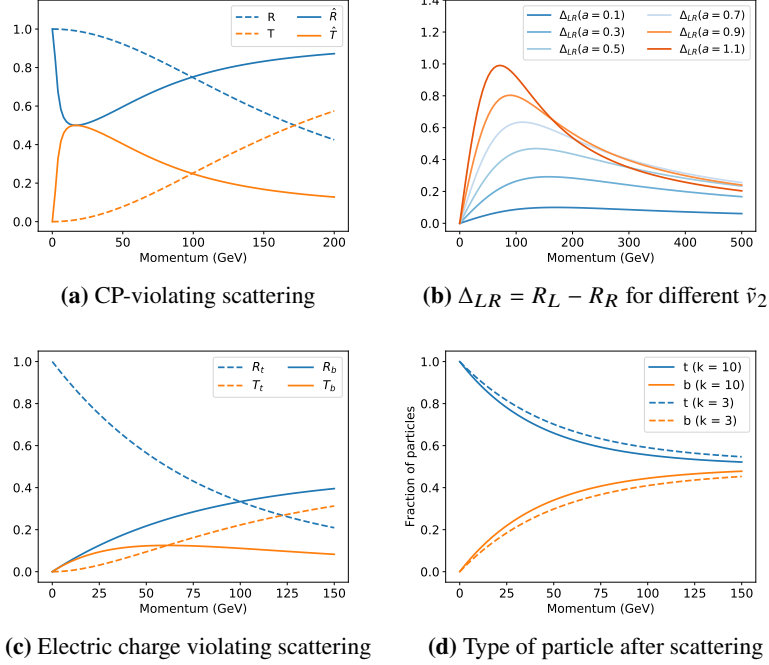 1.0
0.8
0.6
0.4
0.2
0.0
R
T
R̂
T̂
0 50 100 150 200
Momentum (GeV)
(a) CP-violating scattering
1.4
1.2
1.0
0.8
0.6
0.4
0.2
0.0
Δ_LR(a = 0.1)
Δ_LR(a = 0.3)
Δ_LR(a = 0.5)
Δ_LR(a = 0.7)
Δ_LR(a = 0.9)
Δ_LR(a = 1.1)
0 100 200 300 400 500
Momentum (GeV)
(b) Δ_LR = R_L − R_R for different ṽ_2
1.0
0.8
0.6
0.4
0.2
0.0
R_t
T_t
R_b
T_b
0 25 50 75 100 125 150
Momentum (GeV)
(c) Electric charge violating scattering
Fraction of particles
1.0
0.8
0.6
0.4
0.2
0.0
t (k = 10)
b (k = 10)
t (k = 3)
b (k = 3)
0 25 50 75 100 125 150
Momentum (GeV)
(d) Type of particle after scattering